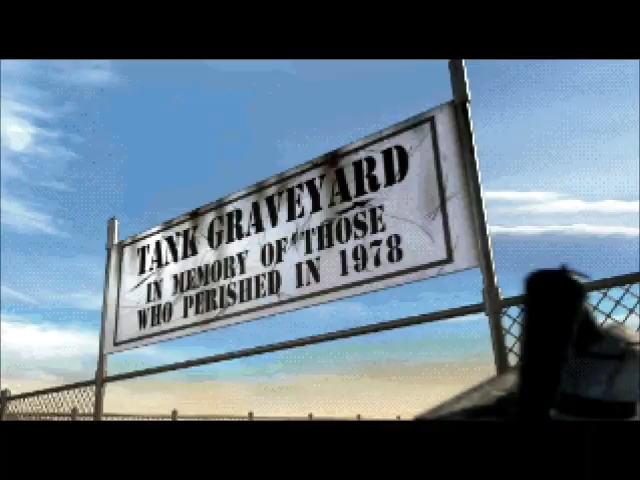 TANK GRAVEYARD
IN MEMORY OF THOSE
WHO PERISHED IN 1978